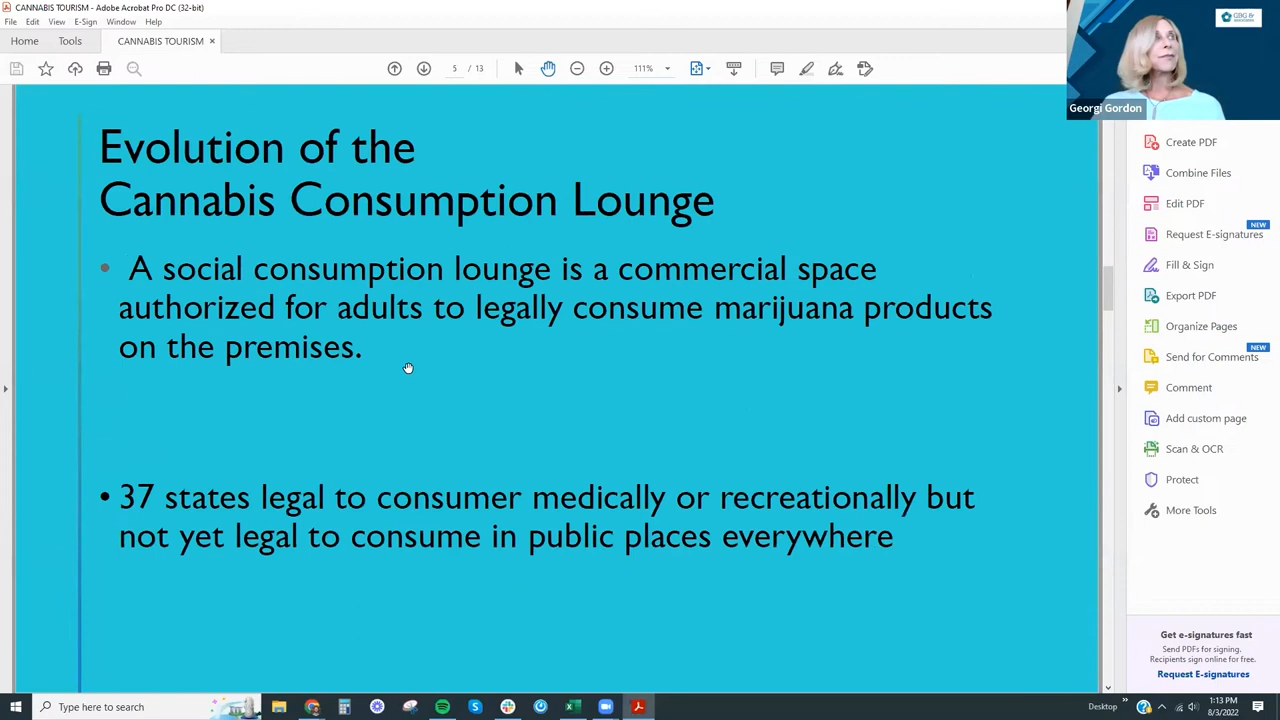 CANNABIS TOURISM - Adobe Acrobat Pro DC (32-bit)
File Edit View E-Sign Window Help
Home Tools CANNABIS TOURISM ×
5 / 13 111%
GBG &
Georgi Gordon
Evolution of the
Cannabis Consumption Lounge
• A social consumption lounge is a commercial space
authorized for adults to legally consume marijuana products
on the premises.
• 37 states legal to consumer medically or recreationally but
not yet legal to consume in public places everywhere
Create PDF
Combine Files
Edit PDF
NEW
Request E-signatures
Fill & Sign
Export PDF
Organize Pages
NEW
Send for Comments
Comment
Add custom page
Scan & OCR
Protect
More Tools
Get e-signatures fast
Send PDFs for signing.
Recipients sign online for free.
Request E-signatures
Type here to search
Desktop
1:13 PM
8/3/2022